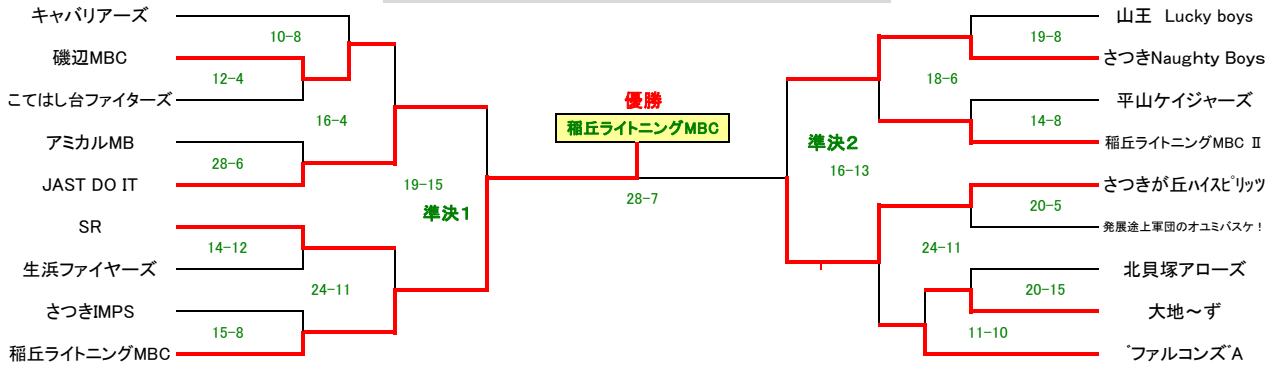 キャバリアーズ
10-8
磯辺MBC
12-4
こてはし台ファイターズ
16-4
アミカルMB
28-6
JAST DO IT
19-15
準決1
SR
14-12
生浜ファイヤーズ
24-11
さつきIMPS
15-8
稲丘ライトニングMBC
優勝
稲丘ライトニングMBC
28-7
山王 Lucky boys
19-8
さつきNaughty Boys
18-6
平山ケイジャーズ
14-8
稲丘ライトニングMBC Ⅱ
準決2
16-13
さつきが丘ハイスピリッツ
20-5
発展途上軍団のオユミバスケ!
24-11
北貝塚アローズ
20-15
大地~ず
11-10
ﾞファルコンズﾞA